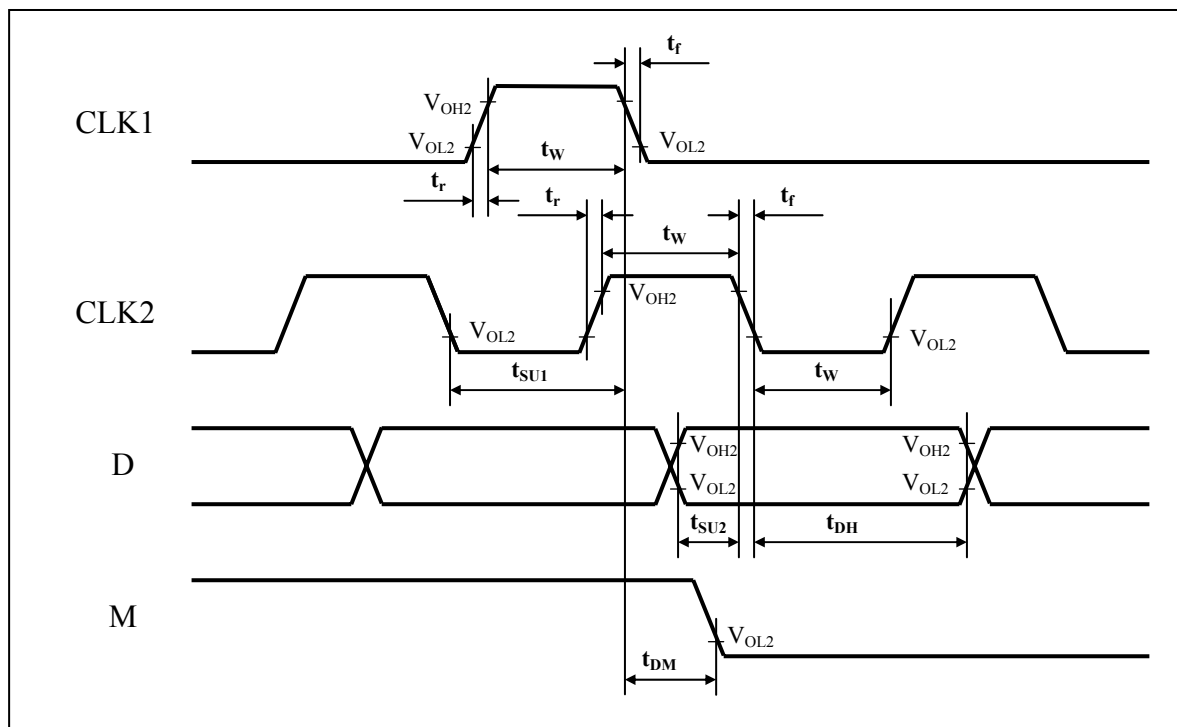 t_f
CLK1
V_OH2
V_OL2
V_OL2
t_W
t_r
t_r
t_f
t_W
CLK2
V_OH2
V_OL2
V_OL2
t_SU1
t_W
D
V_OH2
V_OH2
V_OL2
V_OL2
t_SU2
t_DH
M
V_OL2
t_DM